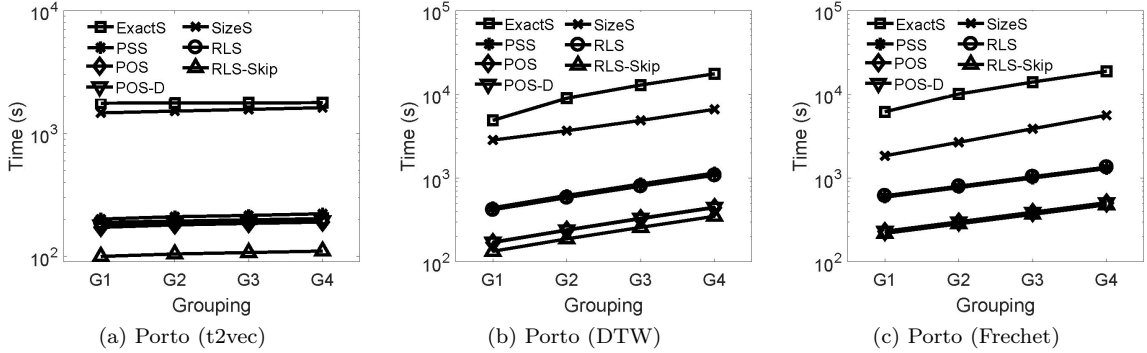 10^4
ExactS SizeS
PSS RLS
POS RLS-Skip
POS-D
10^3
10^2
Time (s)
G1 G2 G3 G4
Grouping
(a) Porto (t2vec)
10^5
ExactS SizeS
PSS RLS
POS RLS-Skip
POS-D
10^4
10^3
10^2
Time (s)
G1 G2 G3 G4
Grouping
(b) Porto (DTW)
10^5
ExactS SizeS
PSS RLS
POS RLS-Skip
POS-D
10^4
10^3
10^2
Time (s)
G1 G2 G3 G4
Grouping
(c) Porto (Frechet)